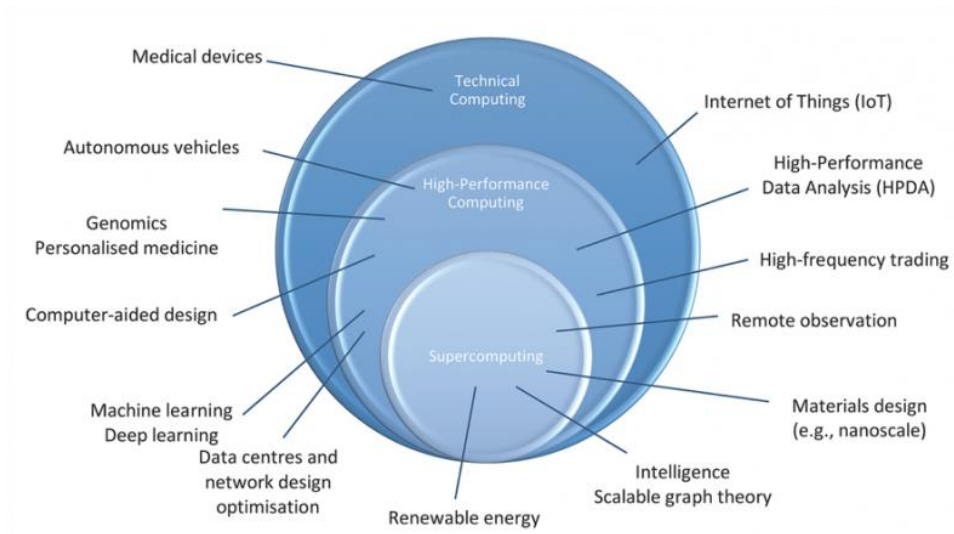 Medical devices
Technical
Computing
Internet of Things (IoT)
Autonomous vehicles
High-Performance
Data Analysis (HPDA)
High-Performance
Computing
Genomics
Personalised medicine
High-frequency trading
Computer-aided design
Remote observation
Supercomputing
Machine learning
Deep learning
Materials design
(e.g., nanoscale)
Data centres and
network design
optimisation
Intelligence
Scalable graph theory
Renewable energy